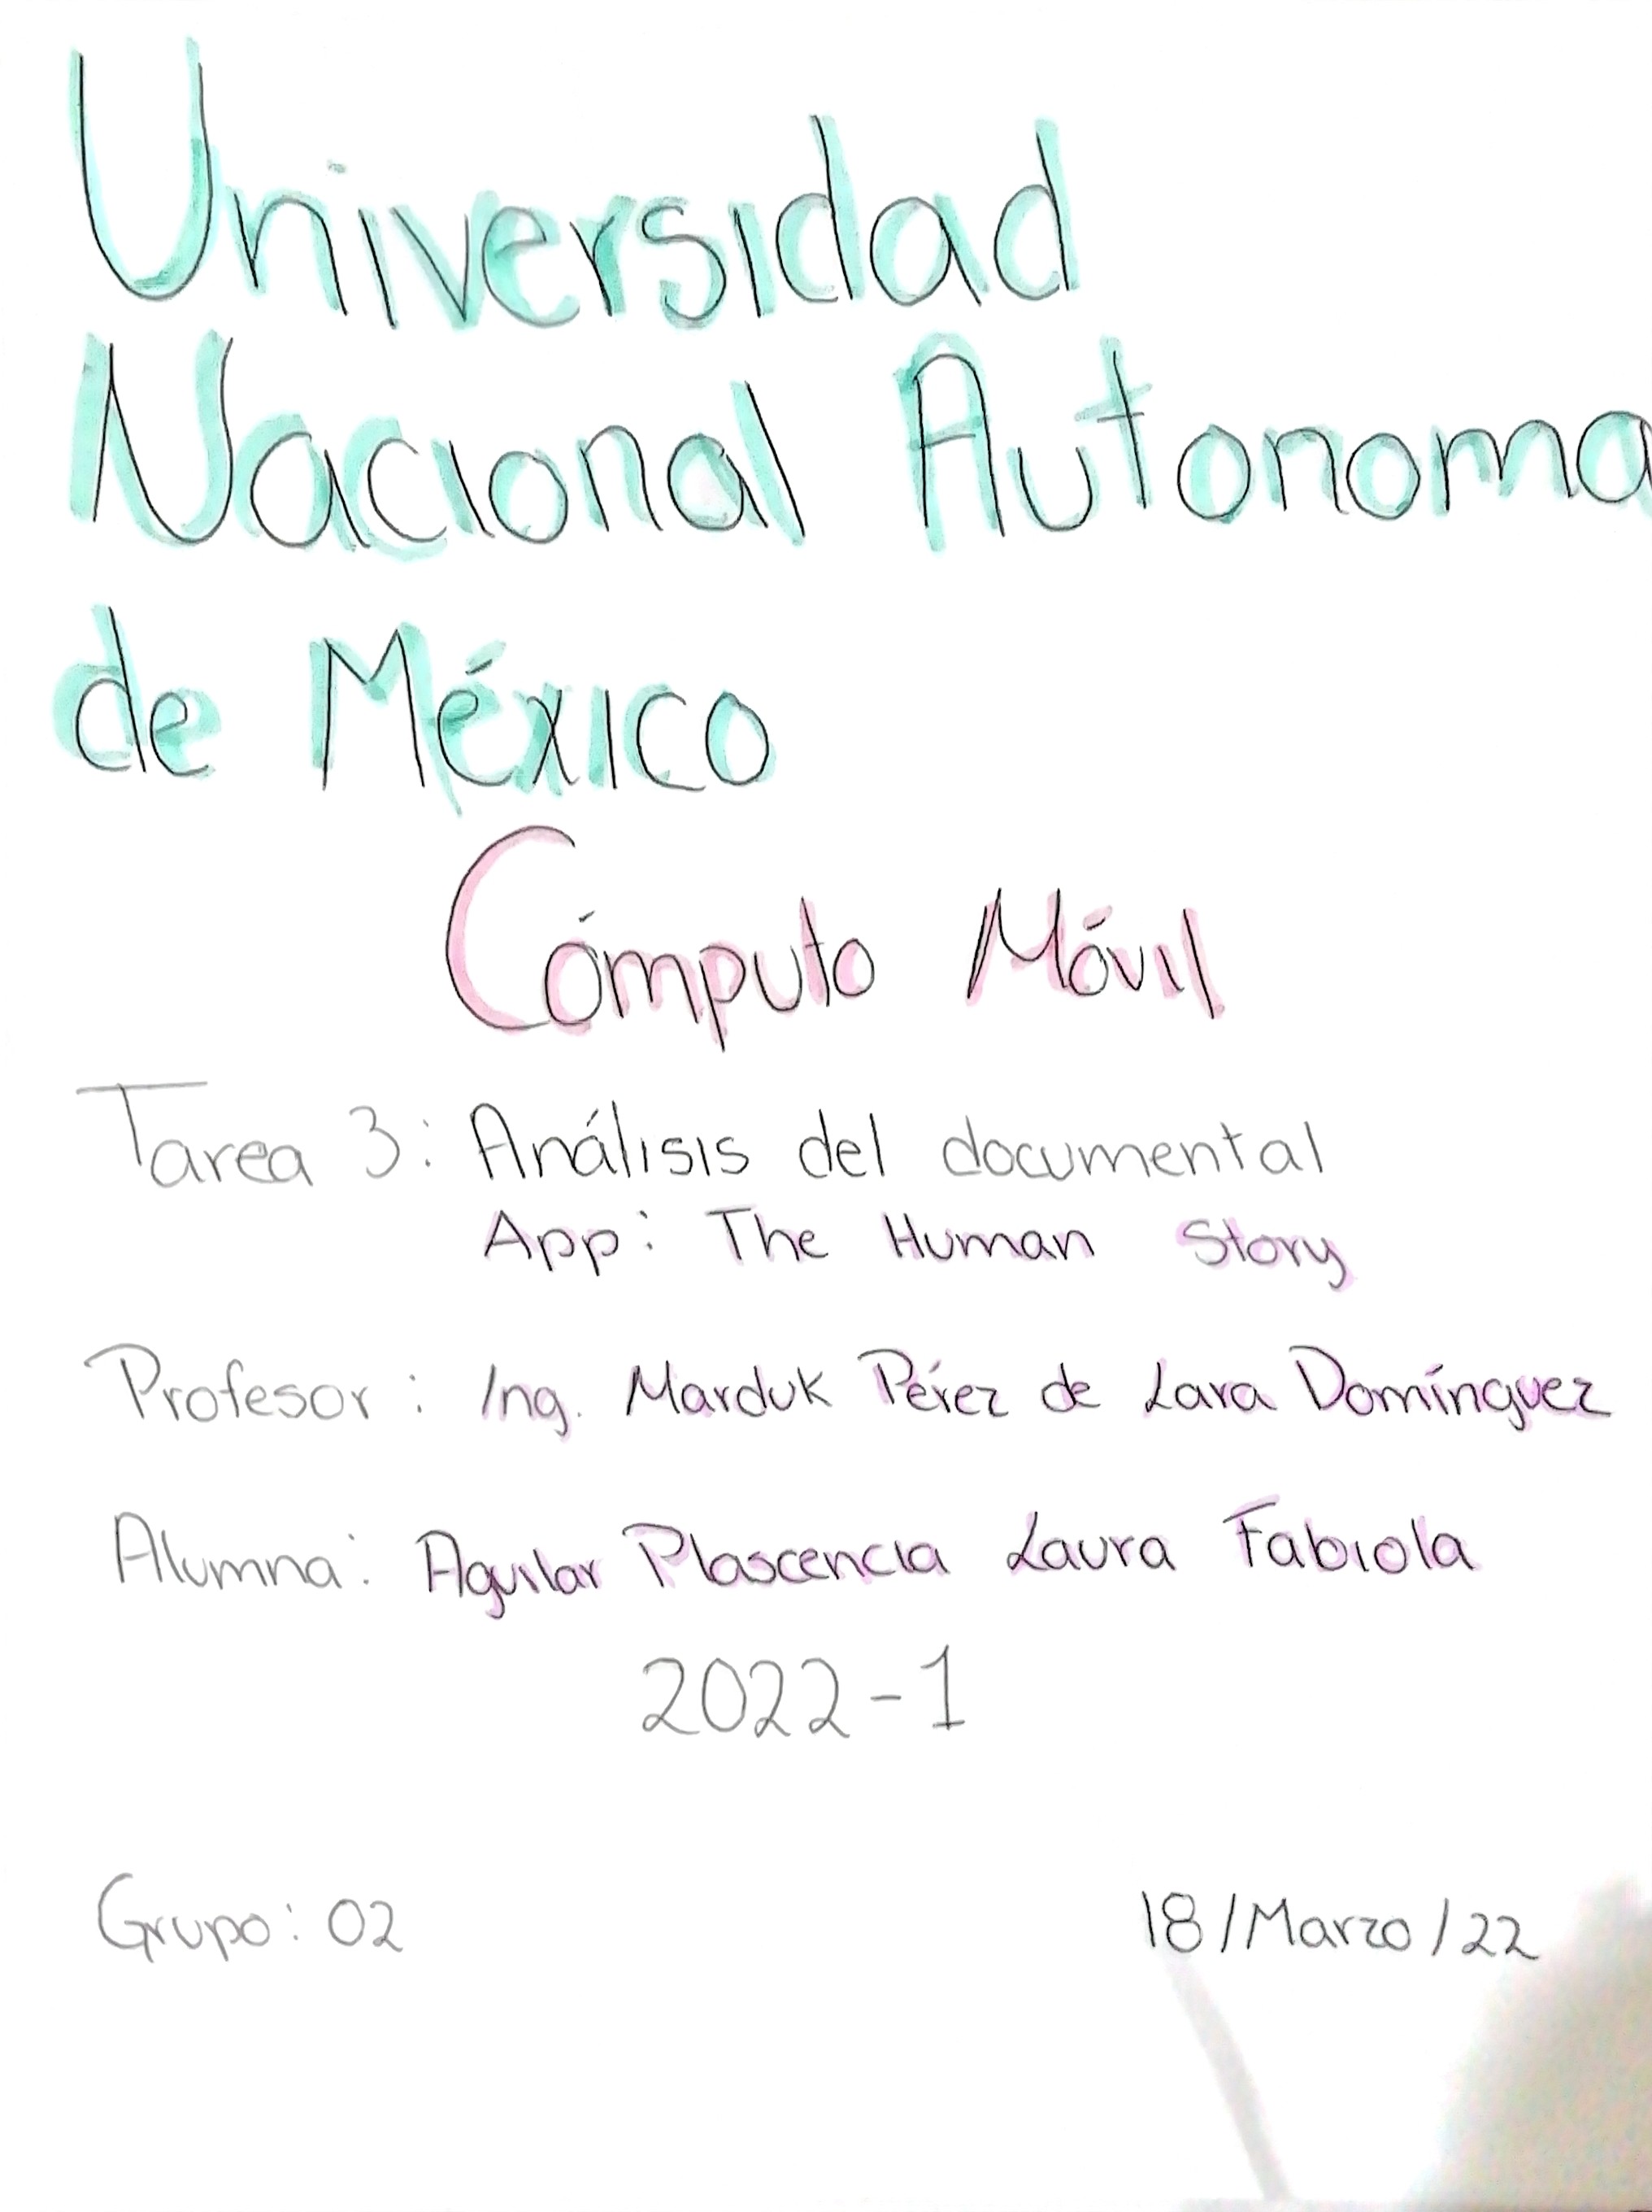 Universidad
Nacional Autonoma
de México
Cómputo Móvil
Tarea 3: Análisis del documental
App: The Human Story
Profesor: Ing. Marduk Pérez de Lara Domínguez
Alumna: Aguilar Plascencia Laura Fabiola
2022-1
Grupo: 02
18/Marzo/22